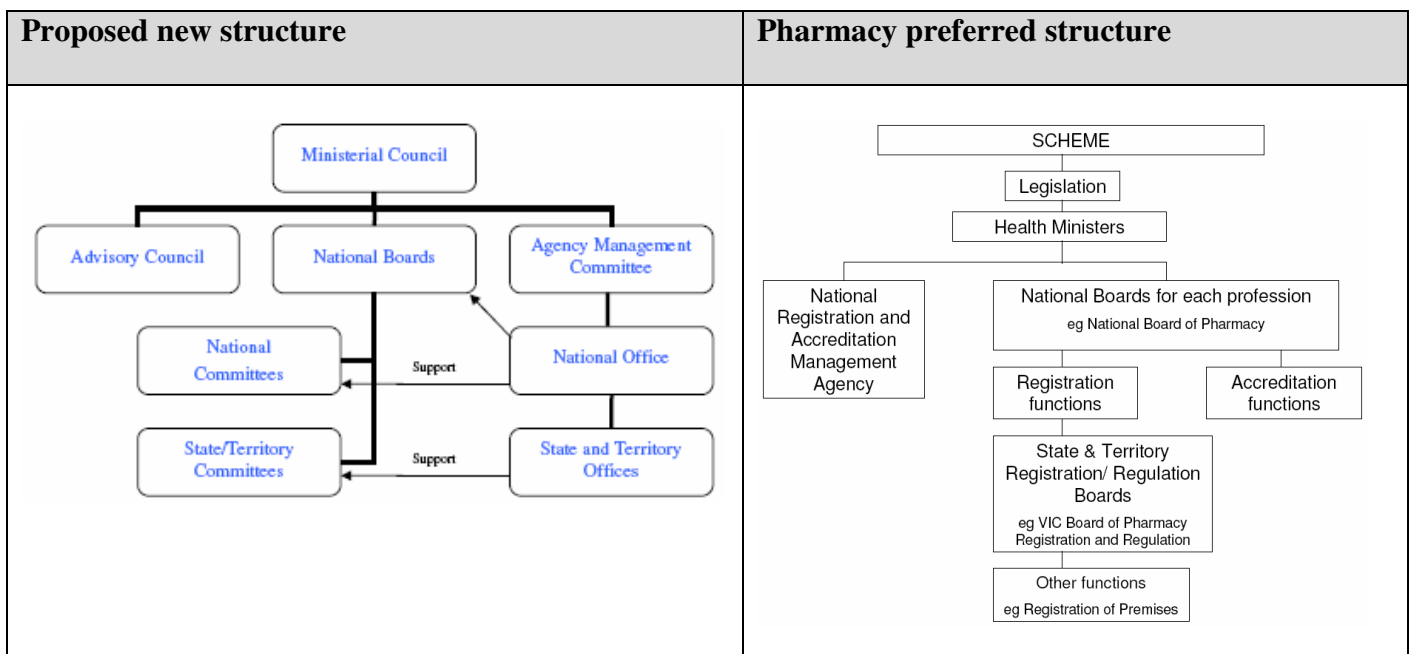 Proposed new structure
Ministerial Council
Advisory Council
National Boards
Agency Management
Committee
National
Committees
Support
National Office
State/Territory
Committees
Support
State and Territory
Offices
Pharmacy preferred structure
SCHEME
Legislation
Health Ministers
National
Registration and
Accreditation
Management
Agency
National Boards for each profession
eg National Board of Pharmacy
Registration
functions
Accreditation
functions
State & Territory
Registration/ Regulation
Boards
eg VIC Board of Pharmacy
Registration and Regulation
Other functions
eg Registration of Premises